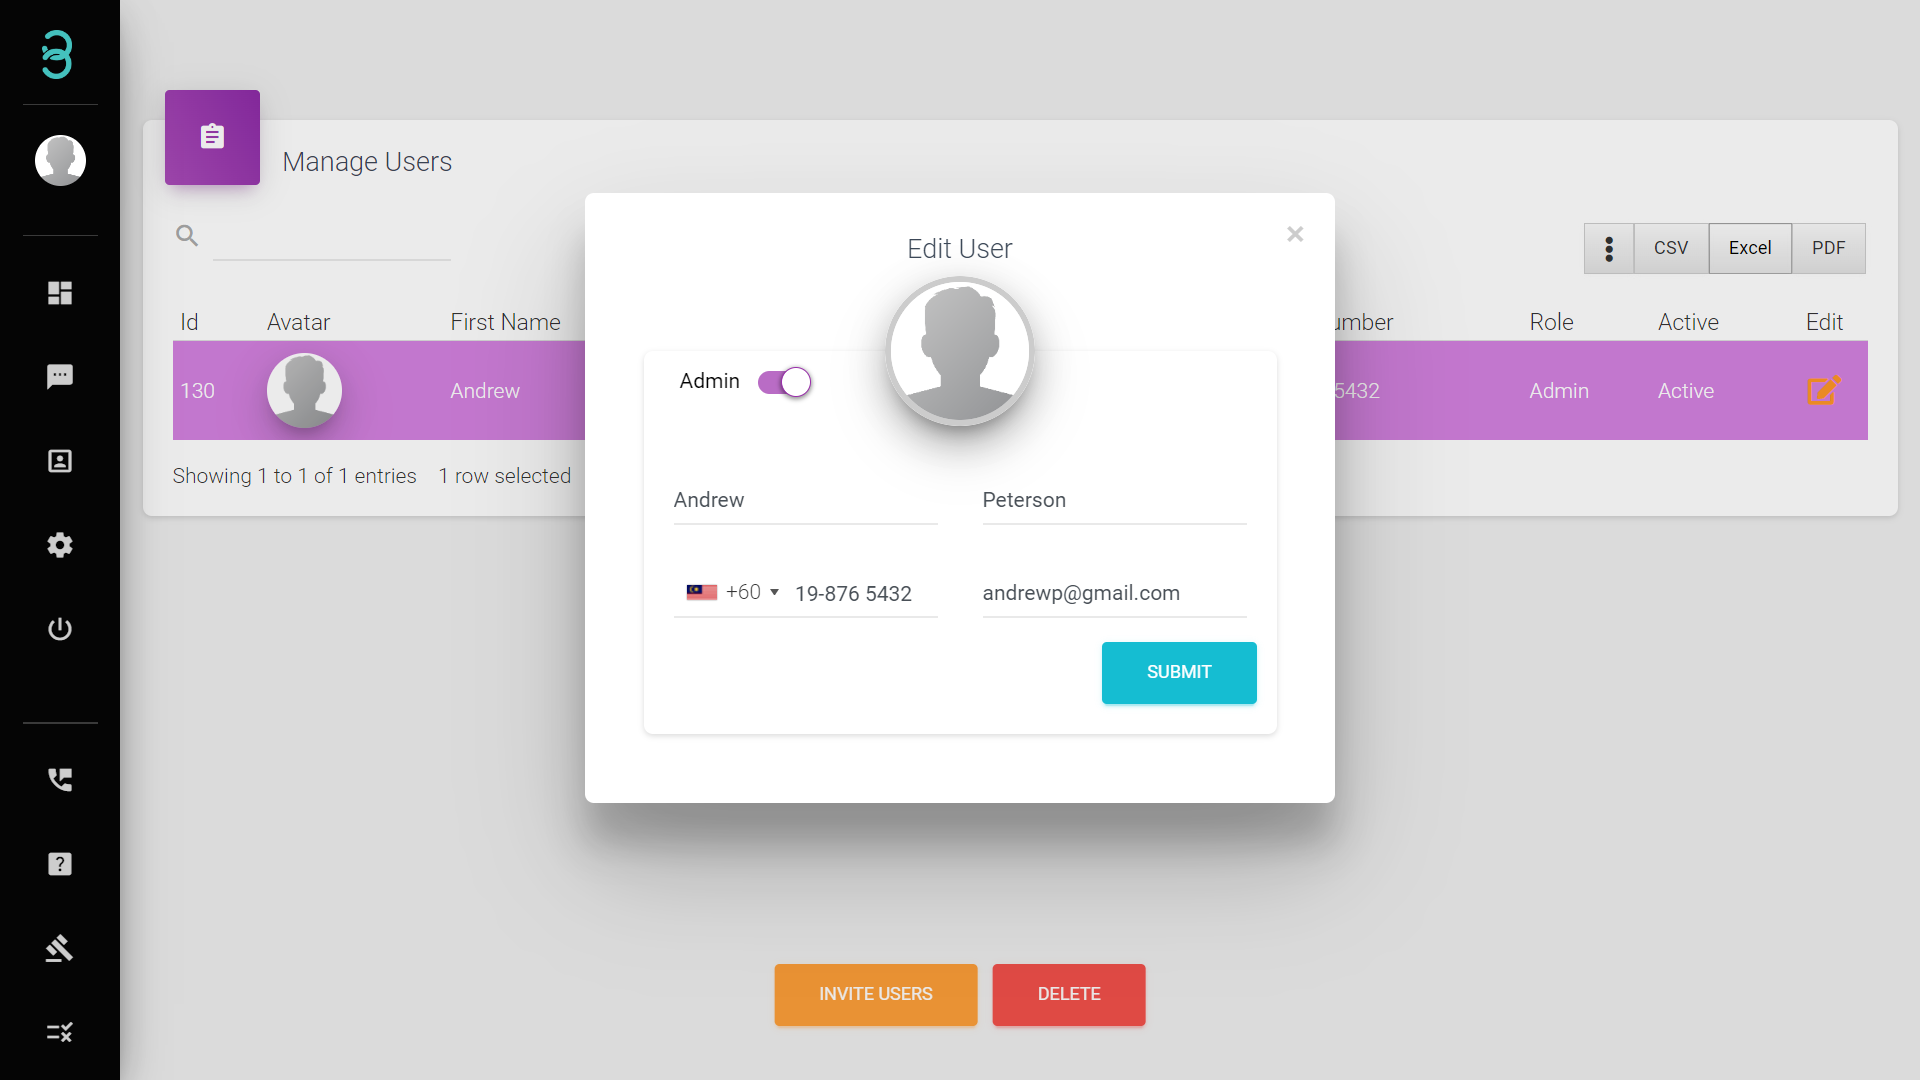 Manage Users
CSV Excel PDF
Id Avatar First Name umber Role Active Edit
130 Andrew 5432 Admin Active
Showing 1 to 1 of 1 entries 1 row selected
Edit User
×
Admin
Andrew Peterson
+60 19-876 5432 andrewp@gmail.com
SUBMIT
INVITE USERS DELETE